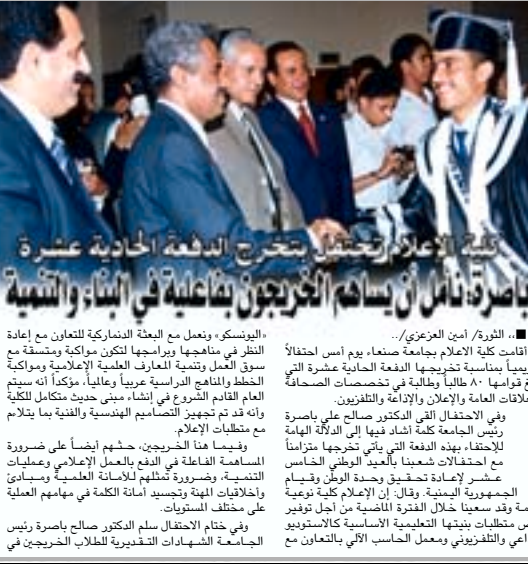 كلية الإعلام تحتفل بتخرج الدفعة الحادية عشرة
باصرة: نأمل أن يساهم الخريجون بفاعلية في البناء والتنمية
■،، الثورة/ أمين العزعزي/..
أقامت كلية الاعلام بجامعة صنعاء يوم أمس احتفالاً
بمناسبة تخريجها الدفعة الحادية عشرة التي
قوامها ٨٠ طالباً وطالبة في تخصصات الصحافة
والإعلان والإذاعة والتلفزيون.
وفي الاحتفال ألقى الدكتور صالح علي باصرة
رئيس الجامعة كلمة أشاد فيها إلى الدلالة الهامة
للإحتفاء بهذه الدفعة التي يأتي تخرجها متزامناً
مع احتفالات شعبنا بالعيد الوطني الخامس
عشر لإعادة تحقيق وحدة الوطن وقيام
الجمهورية اليمنية. وقال: إن الإعلام كلية نوعية
وقد سعينا خلال الفترة الماضية من أجل توفير
متطلبات بنيتها التعليمية الأساسية كالاستوديو
والتلفزيوني ومعمل الحاسب الآلي بالتعاون مع
«اليونسكو» ونعمل مع البعثة الدنماركية للتعاون مع إعادة
النظر في مناهجها وبرامجها لتكون مواكبة ومتسقة مع
سوق العمل وتنمية المعارف العلمية الإعلامية ومواكبة
الخطط والمناهج الدراسية عربياً وعالمياً، مؤكداً أنه سيتم
العام القادم الشروع في إنشاء مبنى حديث متكامل للكلية
وأنه قد تم تجهيز التصاميم الهندسية والفنية بما يتلاءم
مع متطلبات الإعلام.
وفيما هنأ الخريجين، حثهم أيضاً على ضرورة
المساهمة الفاعلة في الدفع بالعمل الإعلامي وعمليات
التنمية، وضرورة تمثلهم للأمانة العلمية ومبادئ
وأخلاقيات المهنة وتجسيد أمانة الكلمة في مهامهم العملية
على مختلف المستويات.
وفي ختام الاحتفال سلم الدكتور صالح باصرة رئيس
الجامعة الشهادات التقديرية للطلاب الخريجين في